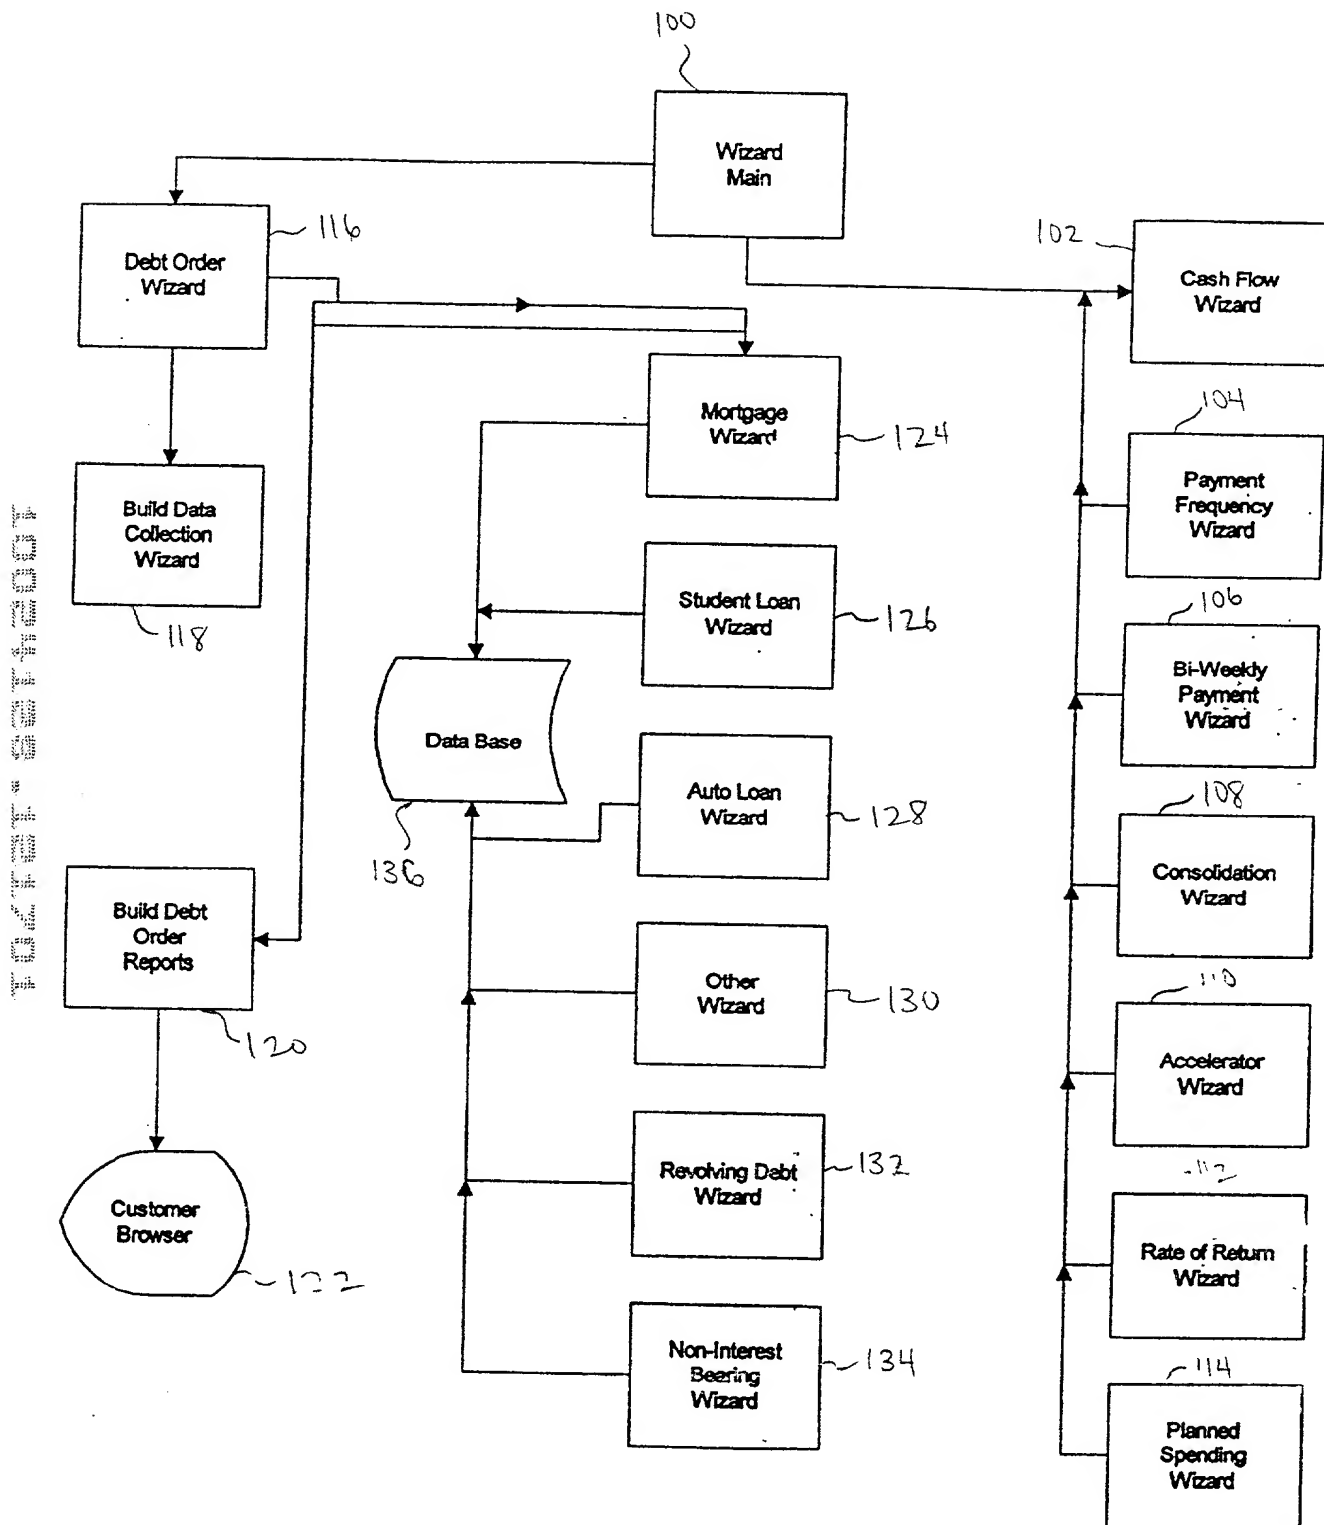 100
Wizard
Main
116
Debt Order
Wizard
102
Cash Flow
Wizard
Mortgage
Wizard
124
104
Payment
Frequency
Wizard
Build Data
Collection
Wizard
118
Student Loan
Wizard
126
106
Bi-Weekly
Payment
Wizard
Data Base
136
Auto Loan
Wizard
128
108
Consolidation
Wizard
Build Debt
Order
Reports
120
Other
Wizard
130
110
Accelerator
Wizard
Customer
Browser
122
Revolving Debt
Wizard
132
112
Rate of Return
Wizard
Non-Interest
Bearing
Wizard
134
114
Planned
Spending
Wizard